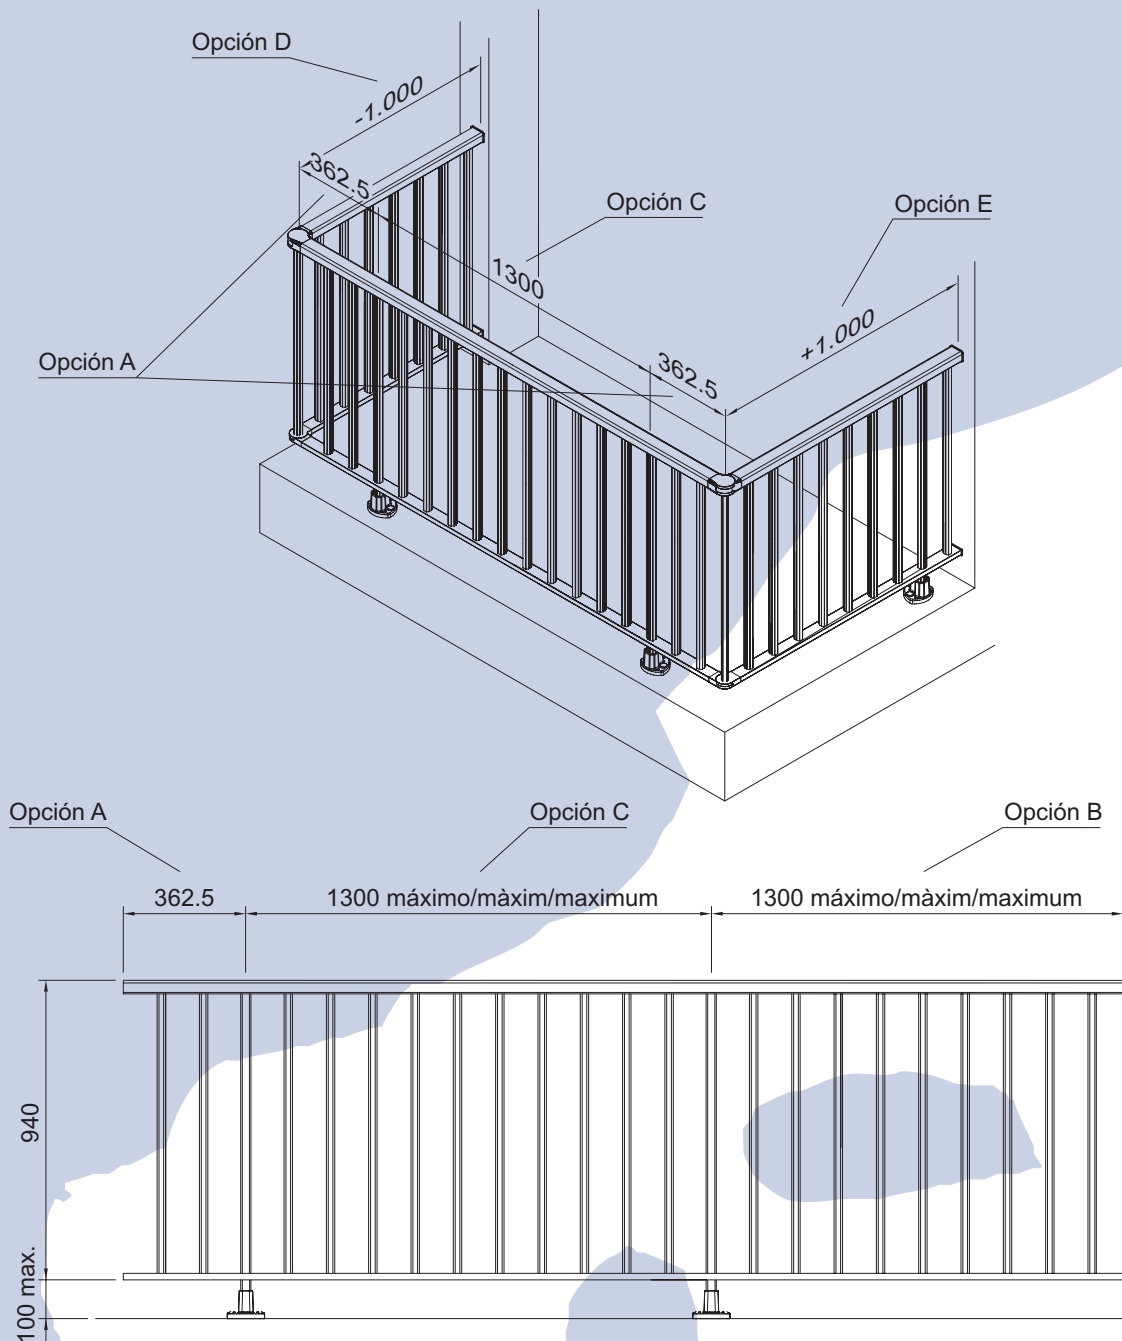 Opción D
-1.000
362.5
Opción C
Opción E
1300
+1.000
Opción A
362.5
Opción A
Opción C
Opción B
362.5
1300 máximo/màxim/maximum
1300 máximo/màxim/maximum
940
100 max.